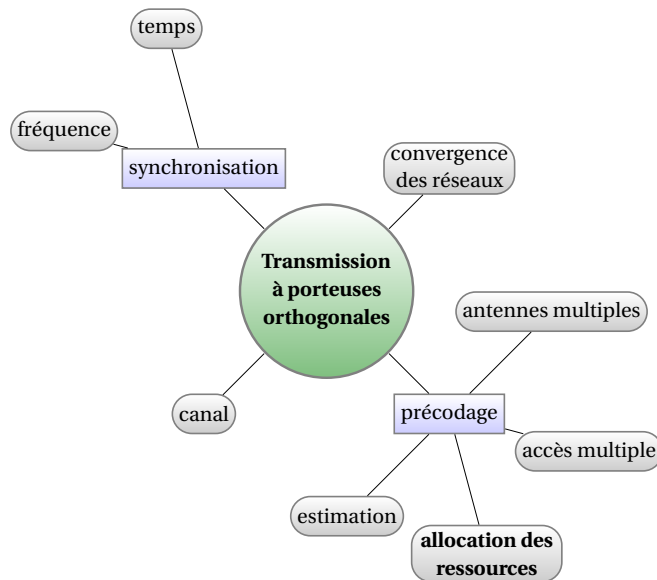 temps
fréquence
synchronisation
convergence
des réseaux
Transmission
à porteuses
orthogonales
antennes multiples
canal
précodage
accès multiple
estimation
allocation des
ressources